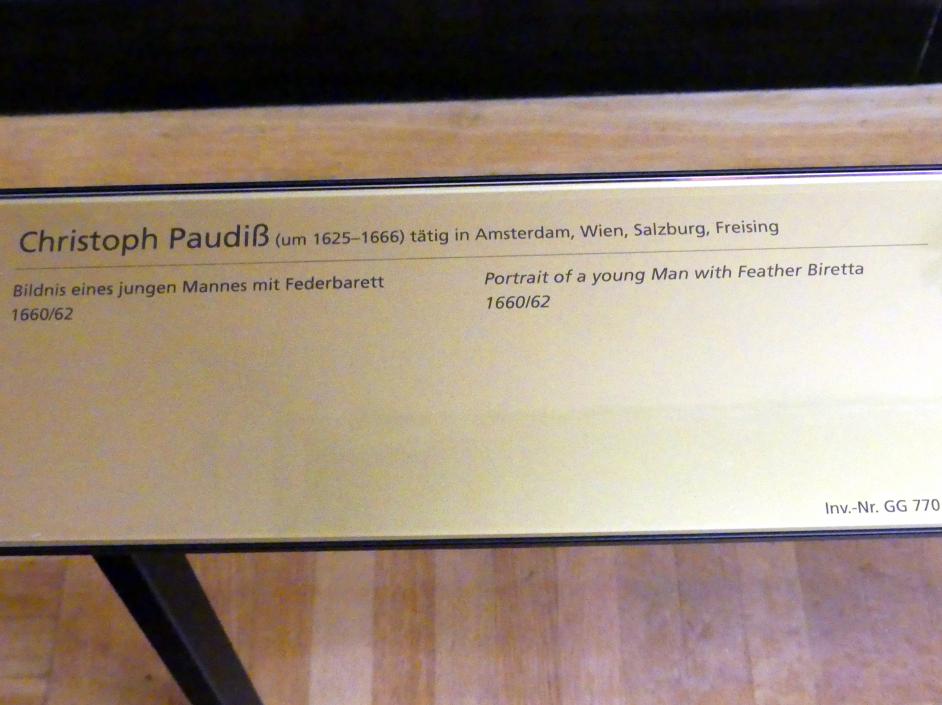 Christoph Paudiß (um 1625–1666) tätig in Amsterdam, Wien, Salzburg, Freising
Bildnis eines jungen Mannes mit Federbarett
1660/62
Portrait of a young Man with Feather Biretta
1660/62
Inv.-Nr. GG 770